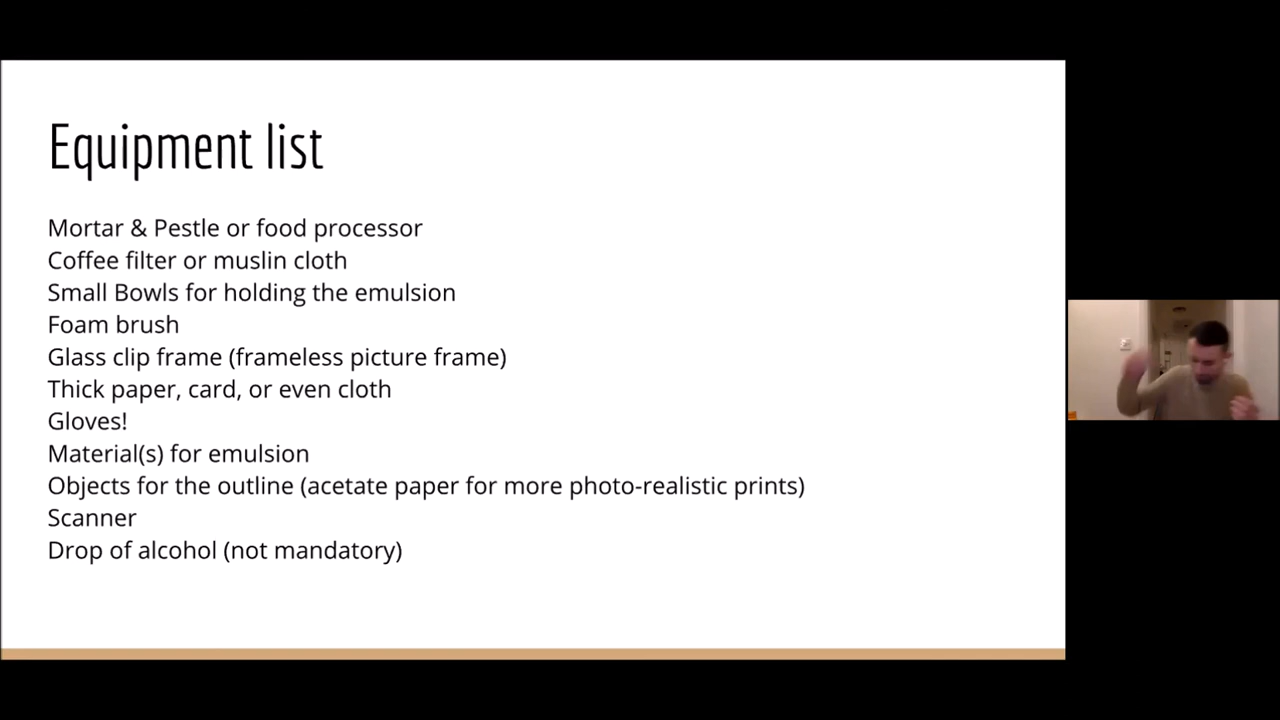 Equipment list
Mortar & Pestle or food processor
Coffee filter or muslin cloth
Small Bowls for holding the emulsion
Foam brush
Glass clip frame (frameless picture frame)
Thick paper, card, or even cloth
Gloves!
Material(s) for emulsion
Objects for the outline (acetate paper for more photo-realistic prints)
Scanner
Drop of alcohol (not mandatory)